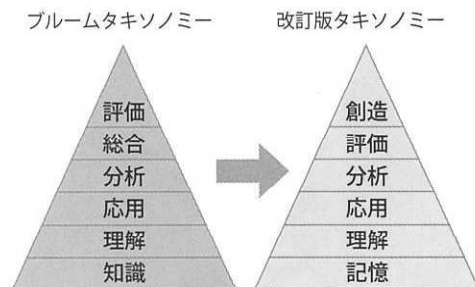 ブルームタキソノミー
評価
総合
分析
応用
理解
知識
改訂版タキソノミー
創造
評価
分析
応用
理解
記憶